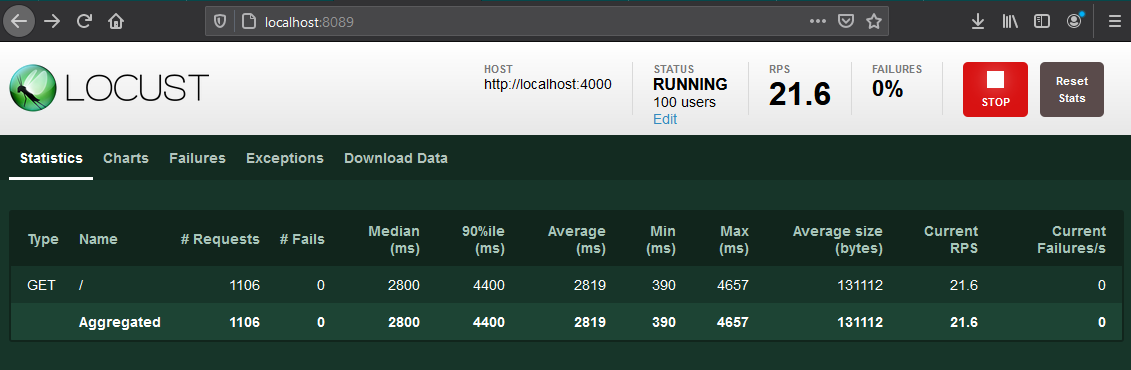 localhost:8089
LOCUST
HOST
http://localhost:4000
STATUS
RUNNING
100 users
Edit
RPS
21.6
FAILURES
0%
STOP
Reset
Stats
Statistics Charts Failures Exceptions Download Data
Type Name # Requests # Fails Median (ms) 90%ile (ms) Average (ms) Min (ms) Max (ms) Average size (bytes) Current RPS Current Failures/s
GET / 1106 0 2800 4400 2819 390 4657 131112 21.6 0
Aggregated 1106 0 2800 4400 2819 390 4657 131112 21.6 0